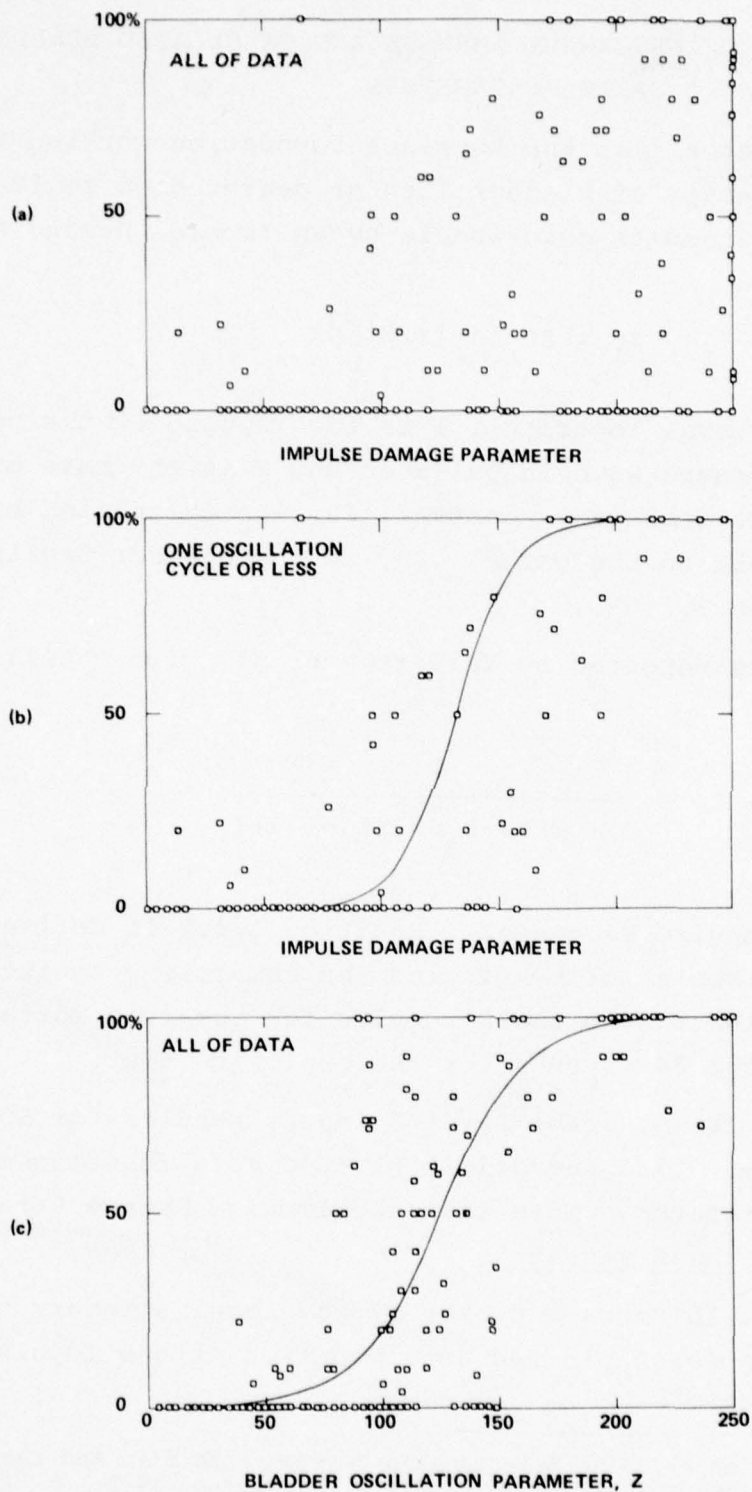 100%
ALL OF DATA
(a)
50
0
IMPULSE DAMAGE PARAMETER
100%
ONE OSCILLATION
CYCLE OR LESS
(b)
50
0
IMPULSE DAMAGE PARAMETER
100%
ALL OF DATA
(c)
50
0
0 50 100 150 200 250
BLADDER OSCILLATION PARAMETER, Z